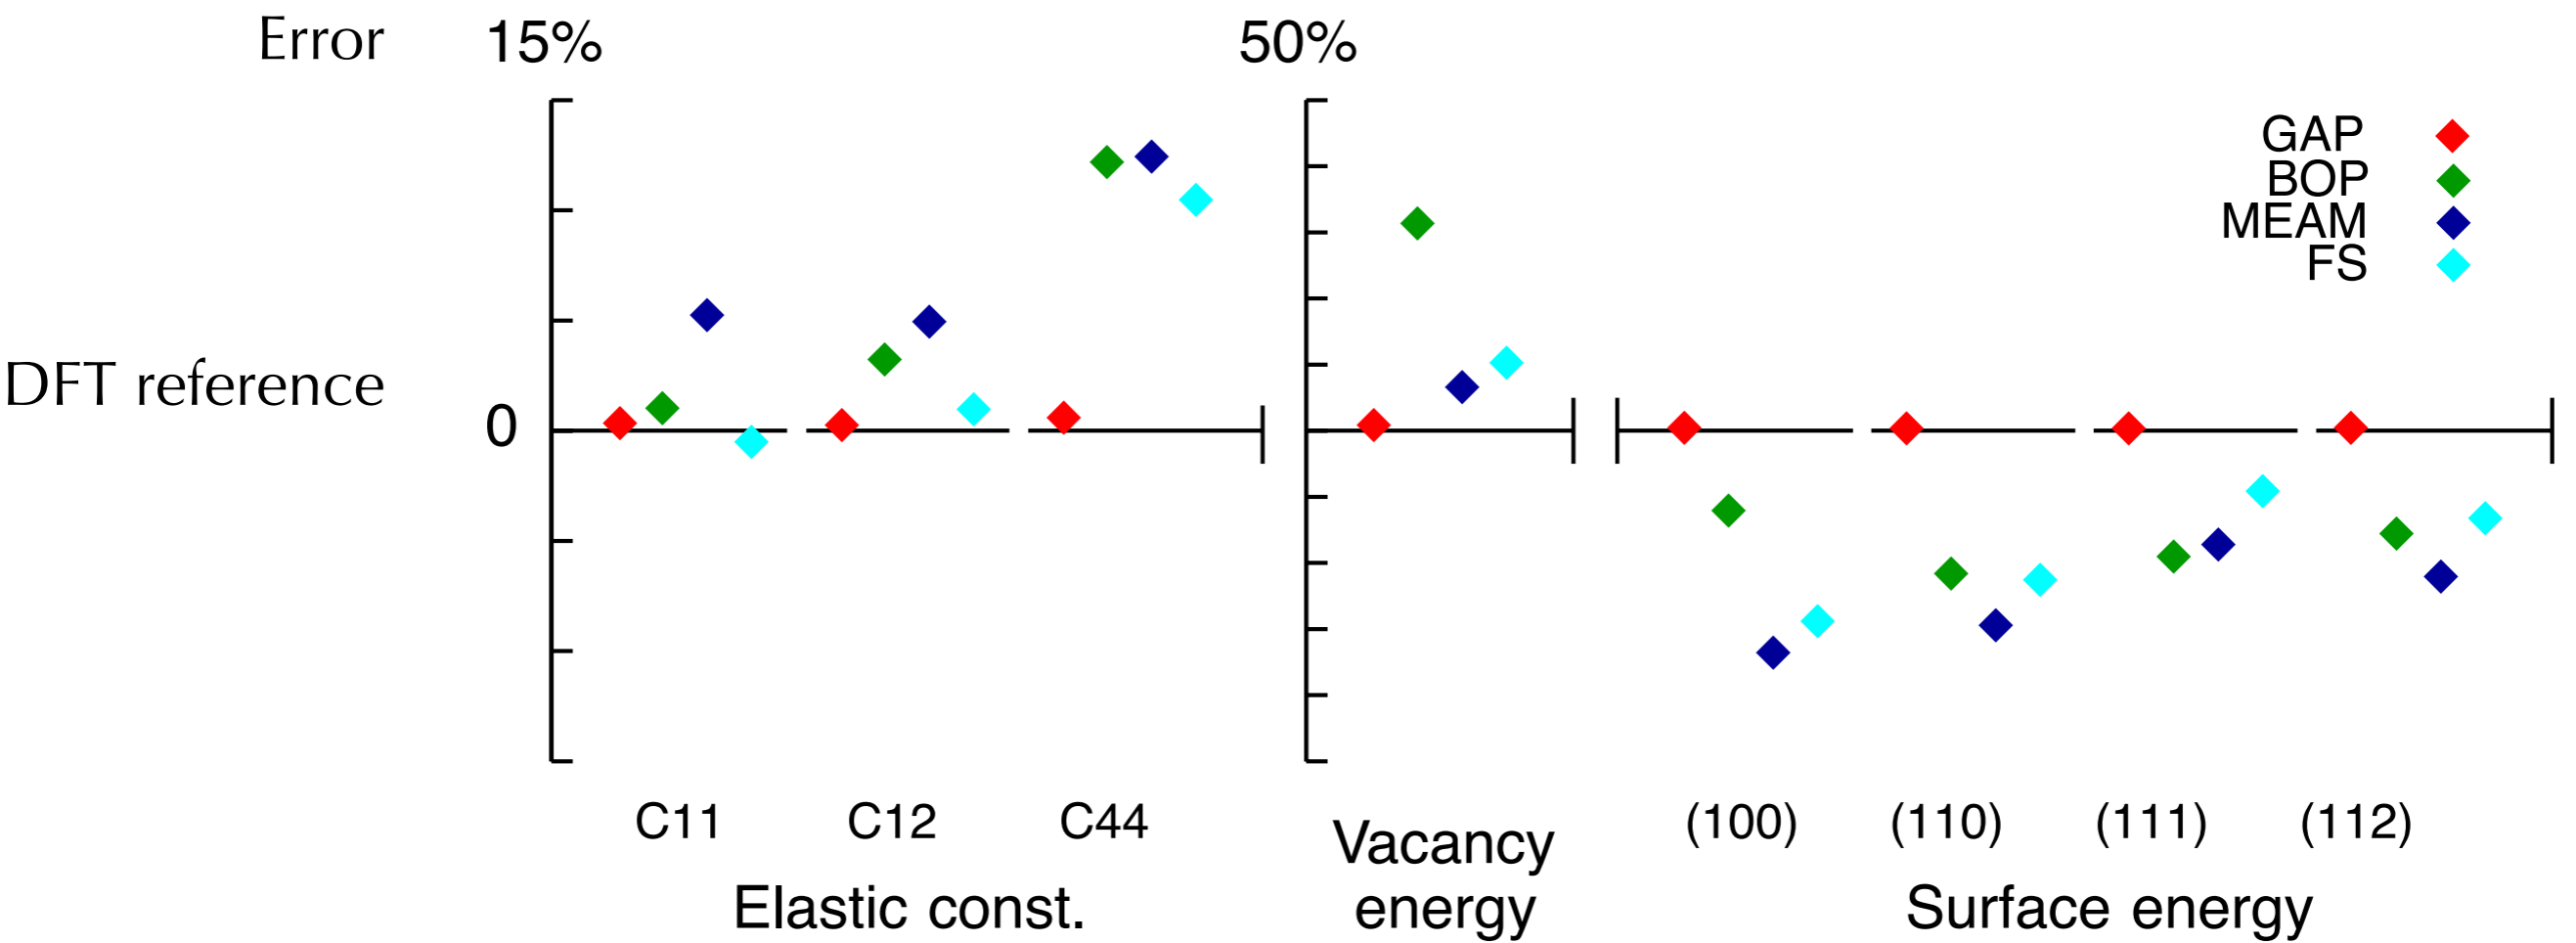 Error
15%
50%
GAP
BOP
MEAM
FS
DFT reference
0
C11
C12
C44
Vacancy
energy
(100)
(110)
(111)
(112)
Elastic const.
Surface energy